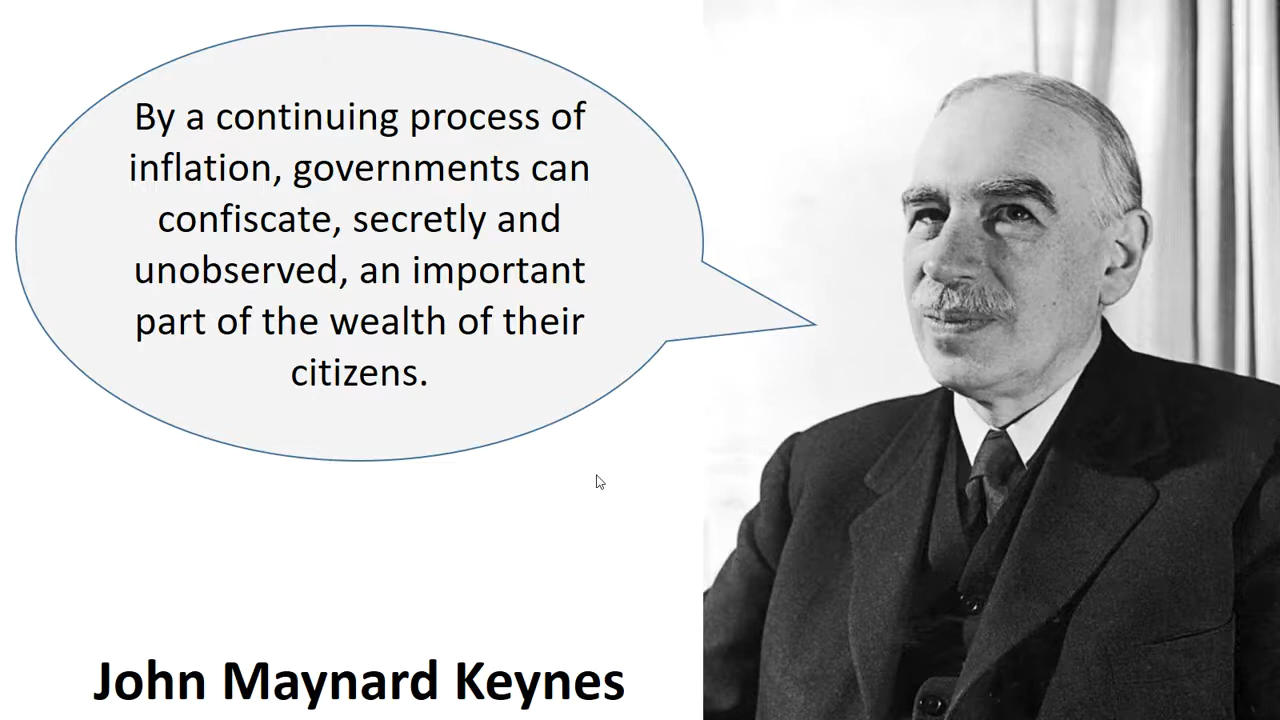 By a continuing process of
inflation, governments can
confiscate, secretly and
unobserved, an important
part of the wealth of their
citizens.
John Maynard Keynes